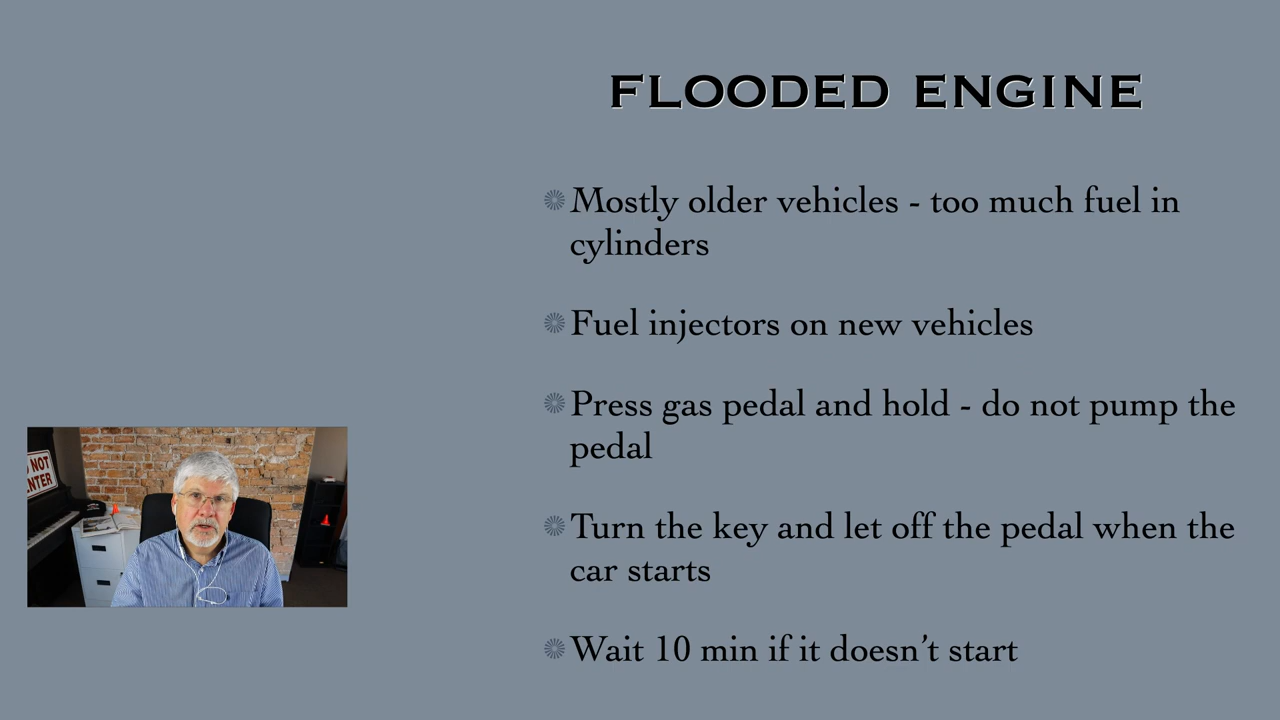 FLOODED ENGINE
Mostly older vehicles - too much fuel in
cylinders
Fuel injectors on new vehicles
Press gas pedal and hold - do not pump the
pedal
Turn the key and let off the pedal when the
car starts
Wait 10 min if it doesn't start
NOT